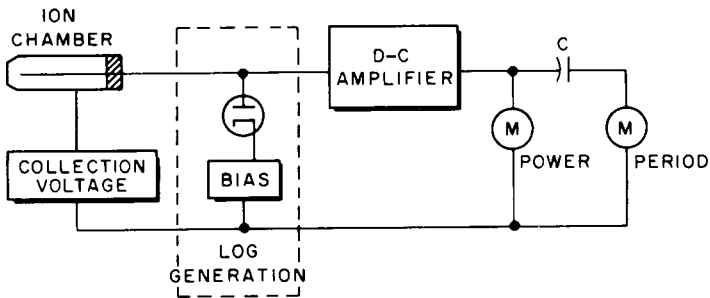 ION
CHAMBER
COLLECTION
VOLTAGE
BIAS
LOG
GENERATION
D-C
AMPLIFIER
C
M
POWER
M
PERIOD